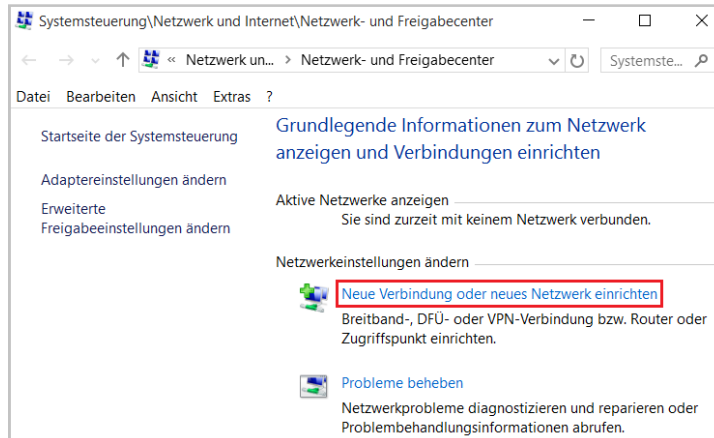 Systemsteuerung\Netzwerk und Internet\Netzwerk- und Freigabecenter
« Netzwerk un... > Netzwerk- und Freigabecenter
Systemste...
Datei Bearbeiten Ansicht Extras ?
Startseite der Systemsteuerung
Adaptereinstellungen ändern
Erweiterte
Freigabeeinstellungen ändern
Grundlegende Informationen zum Netzwerk
anzeigen und Verbindungen einrichten
Aktive Netzwerke anzeigen
Sie sind zurzeit mit keinem Netzwerk verbunden.
Netzwerkeinstellungen ändern
Neue Verbindung oder neues Netzwerk einrichten
Breitband-, DFÜ- oder VPN-Verbindung bzw. Router oder
Zugriffspunkt einrichten.
Probleme beheben
Netzwerkprobleme diagnostizieren und reparieren oder
Problembehandlungsinformationen abrufen.